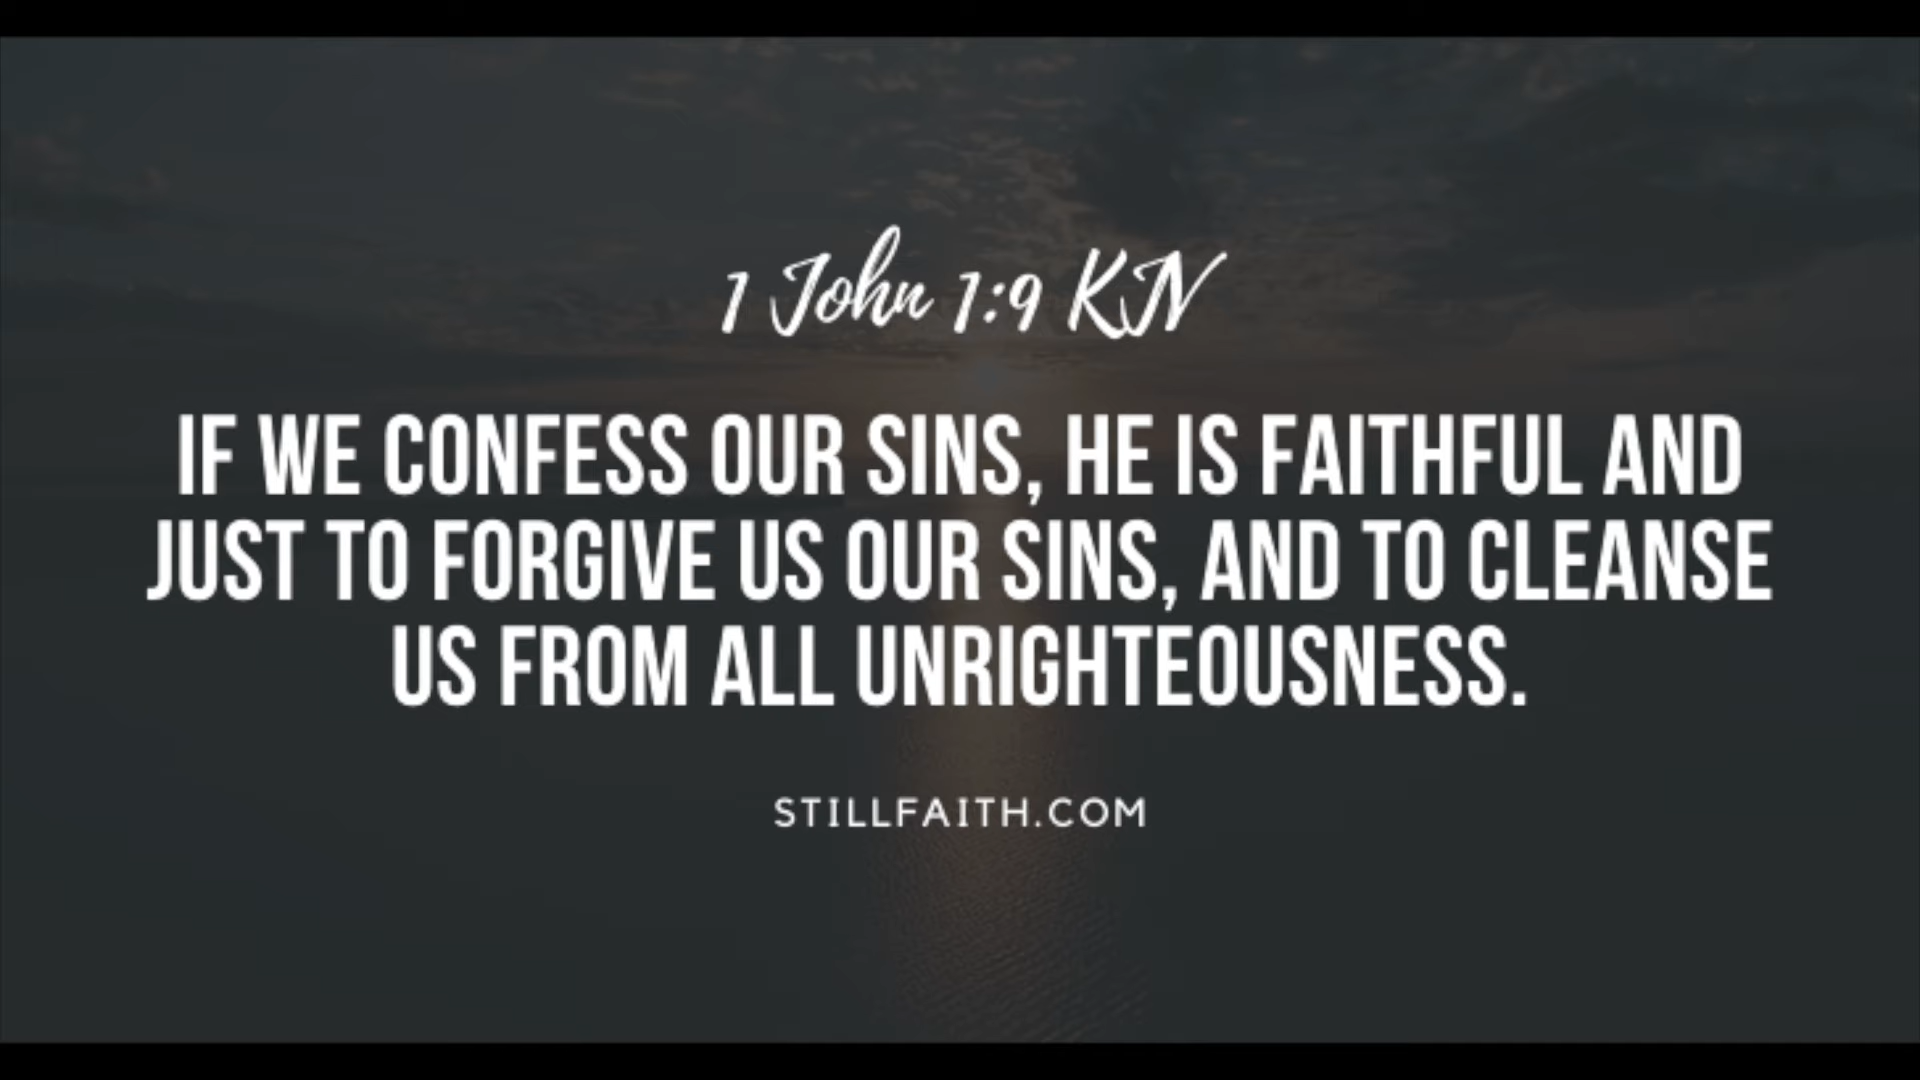 1 John 1:9 KJV
IF WE CONFESS OUR SINS, HE IS FAITHFUL AND
JUST TO FORGIVE US OUR SINS, AND TO CLEANSE
US FROM ALL UNRIGHTEOUSNESS.
STILLFAITH.COM